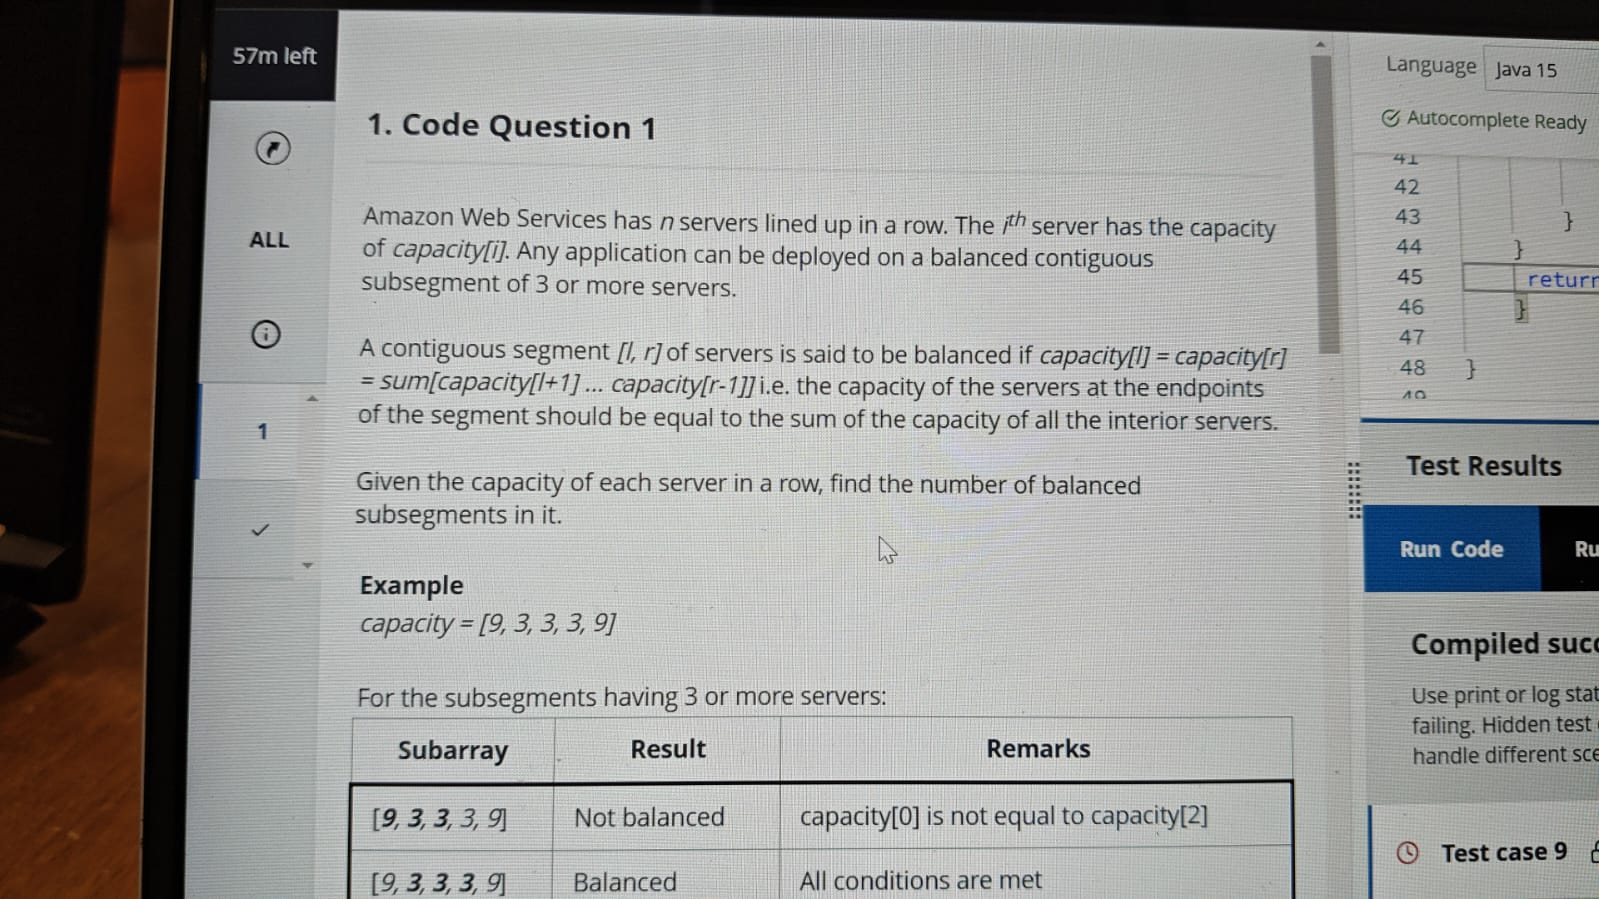 57m left
ALL
1
1. Code Question 1
Amazon Web Services has n servers lined up in a row. The ith server has the capacity
of capacity[i]. Any application can be deployed on a balanced contiguous
subsegment of 3 or more servers.
A contiguous segment [l, r] of servers is said to be balanced if capacity[l] = capacity[r]
= sum[capacity[l+1] ... capacity[r-1]] i.e. the capacity of the servers at the endpoints
of the segment should be equal to the sum of the capacity of all the interior servers.
Given the capacity of each server in a row, find the number of balanced
subsegments in it.
Example
capacity = [9, 3, 3, 3, 9]
For the subsegments having 3 or more servers:
Subarray Result Remarks
[9, 3, 3, 3, 9] Not balanced capacity[0] is not equal to capacity[2]
[9, 3, 3, 3, 9] Balanced All conditions are met
Language Java 15
Autocomplete Ready
41
42
43 }
44 }
45 return
46 }
47
48 }
Test Results
Run Code Ru
Compiled succ
Use print or log stat
failing. Hidden test
handle different sce
Test case 9